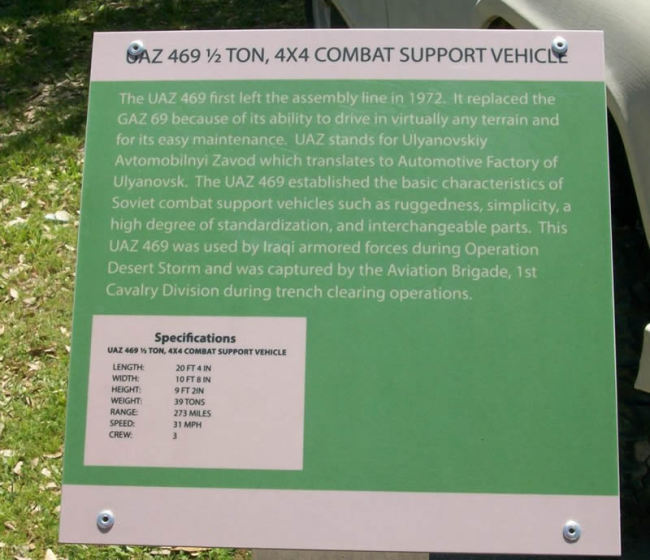 UAZ 469 ½ TON, 4X4 COMBAT SUPPORT VEHICLE
The UAZ 469 first left the assembly line in 1972. It replaced the
GAZ 69 because of its ability to drive in virtually any terrain and
for its easy maintenance. UAZ stands for Ulyanovskiy
Avtomobilnyi Zavod which translates to Automotive Factory of
Ulyanovsk. The UAZ 469 established the basic characteristics of
Soviet combat support vehicles such as ruggedness, simplicity, a
high degree of standardization, and interchangeable parts. This
UAZ 469 was used by Iraqi armored forces during Operation
Desert Storm and was captured by the Aviation Brigade, 1st
Cavalry Division during trench clearing operations.
Specifications
UAZ 469 ½ TON, 4X4 COMBAT SUPPORT VEHICLE
LENGTH: 20 FT 4 IN
WIDTH: 10 FT 8 IN
HEIGHT: 9 FT 2IN
WEIGHT: 39 TONS
RANGE: 273 MILES
SPEED: 31 MPH
CREW: 3